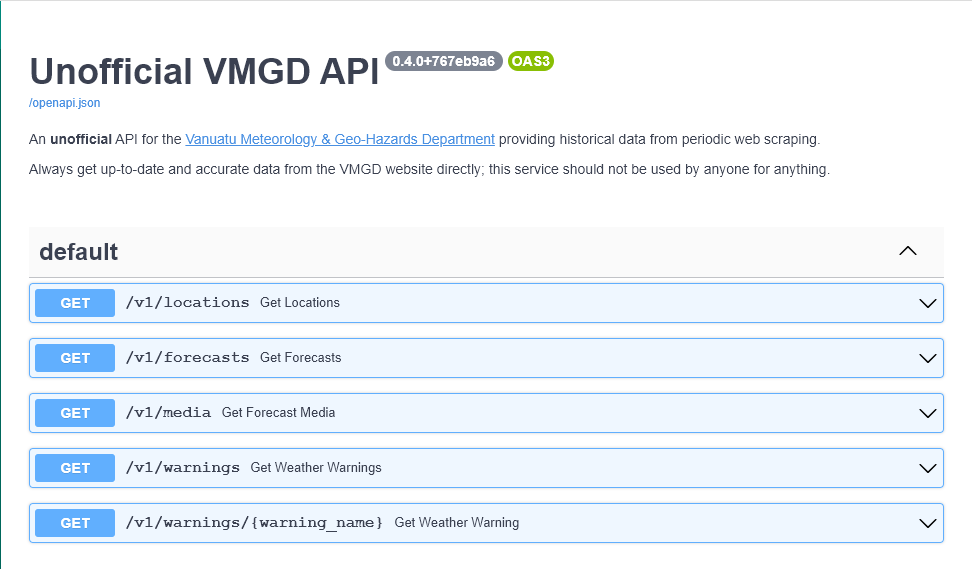 Unofficial VMGD API 0.4.0+767eb9a6 OAS3
/openapi.json
An unofficial API for the Vanuatu Meteorology & Geo-Hazards Department providing historical data from periodic web scraping.
Always get up-to-date and accurate data from the VMGD website directly; this service should not be used by anyone for anything.
default
GET /v1/locations Get Locations
GET /v1/forecasts Get Forecasts
GET /v1/media Get Forecast Media
GET /v1/warnings Get Weather Warnings
GET /v1/warnings/{warning_name} Get Weather Warning